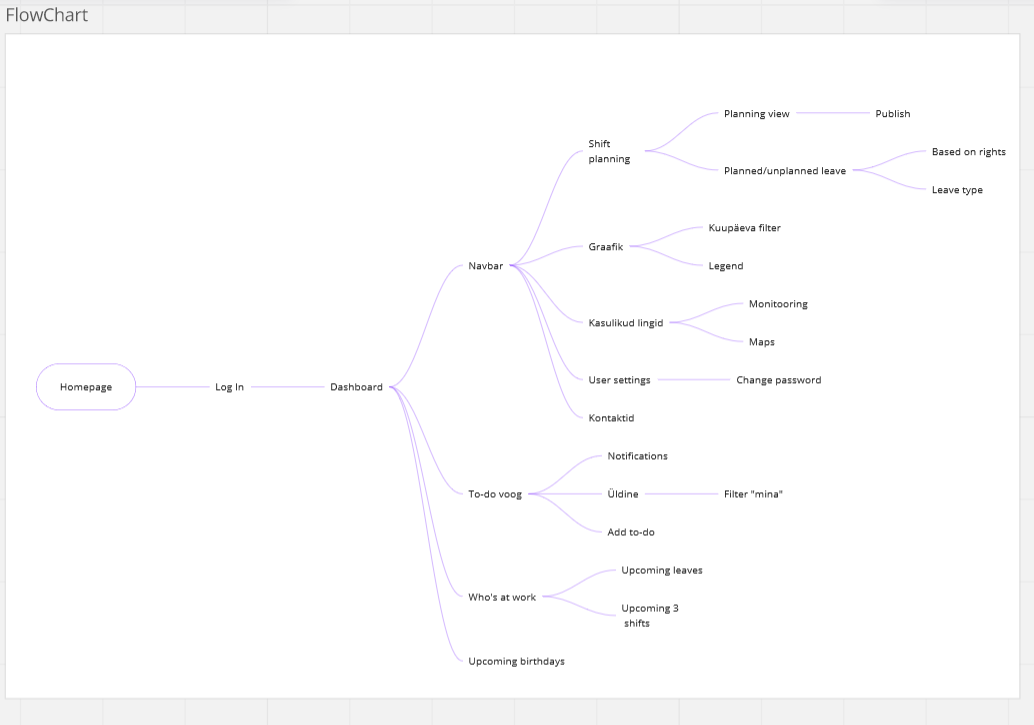 FlowChart
Planning view
Publish
Shift
planning
Based on rights
Planned/unplanned leave
Leave type
Kuupäeva filter
Graafik
Navbar
Legend
Monitooring
Kasulikud lingid
Maps
Homepage
Log In
Dashboard
User settings
Change password
Kontaktid
Notifications
To-do voog
Üldine
Filter "mina"
Add to-do
Upcoming leaves
Who's at work
Upcoming 3
shifts
Upcoming birthdays